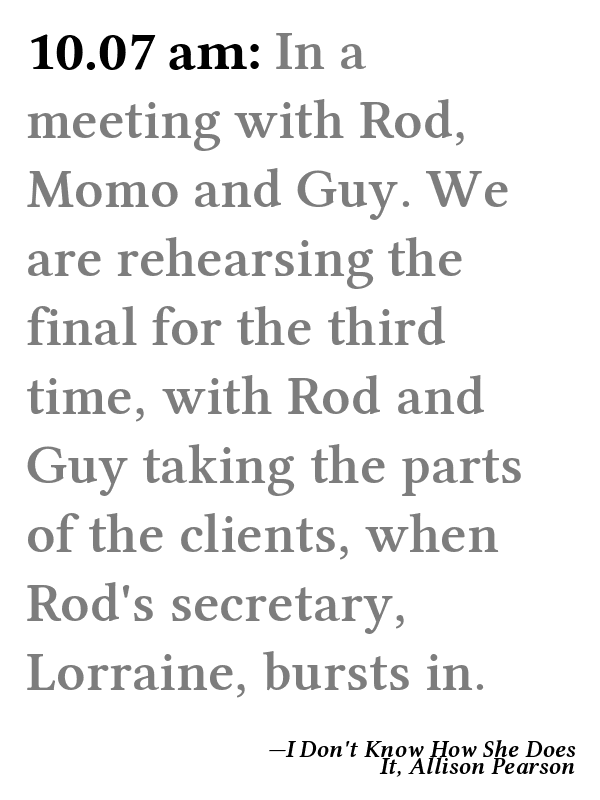 10.07 am: In a
meeting with Rod,
Momo and Guy. We
are rehearsing the
final for the third
time, with Rod and
Guy taking the parts
of the clients, when
Rod's secretary,
Lorraine, bursts in.
—I Don't Know How She Does
It, Allison Pearson